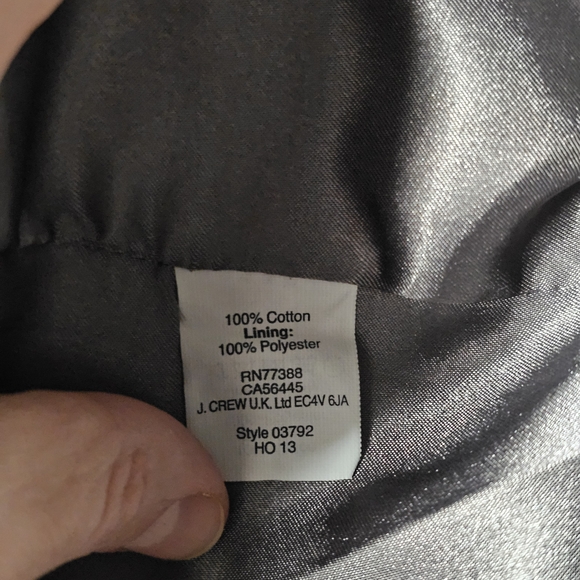 100% Cotton
Lining:
100% Polyester
RN77388
CA56445
J. CREW U.K. Ltd EC4V 6JA
Style 03792
HO 13